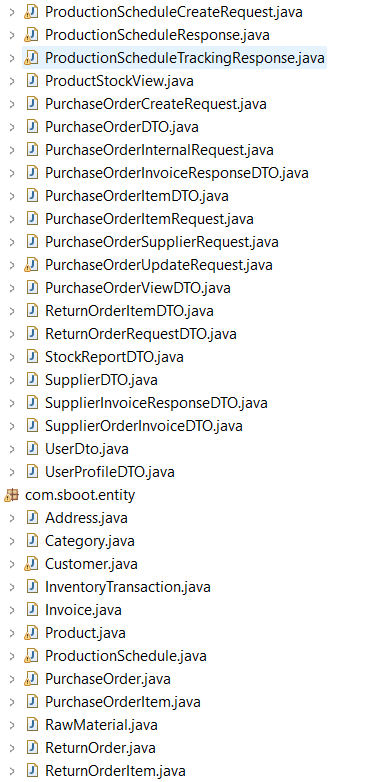 ProductionScheduleCreateRequest.java
ProductionScheduleResponse.java
ProductionScheduleTrackingResponse.java
ProductStockView.java
PurchaseOrderCreateRequest.java
PurchaseOrderDTO.java
PurchaseOrderInternalRequest.java
PurchaseOrderInvoiceResponseDTO.java
PurchaseOrderItemDTO.java
PurchaseOrderItemRequest.java
PurchaseOrderSupplierRequest.java
PurchaseOrderUpdateRequest.java
PurchaseOrderViewDTO.java
ReturnOrderItemDTO.java
ReturnOrderRequestDTO.java
StockReportDTO.java
SupplierDTO.java
SupplierInvoiceResponseDTO.java
SupplierOrderInvoiceDTO.java
UserDto.java
UserProfileDTO.java
com.sboot.entity
Address.java
Category.java
Customer.java
InventoryTransaction.java
Invoice.java
Product.java
ProductionSchedule.java
PurchaseOrder.java
PurchaseOrderItem.java
RawMaterial.java
ReturnOrder.java
ReturnOrderItem.java